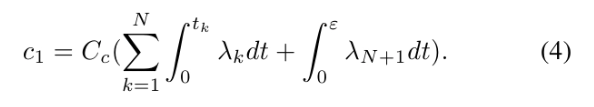 $c_1 = C_c(\sum_{k=1}^{N} \int_0^{t_k} \lambda_k dt + \int_0^{\varepsilon} \lambda_{N+1} dt).$ (4)